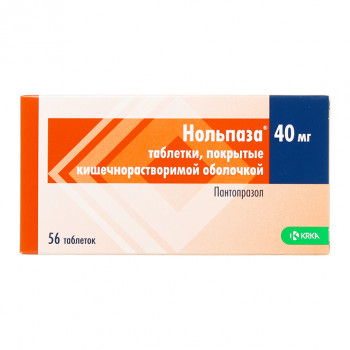 Нольпаза® 40 мг
таблетки, покрытые
кишечнорастворимой оболочкой
Пантопразол
56 таблеток
KRKA